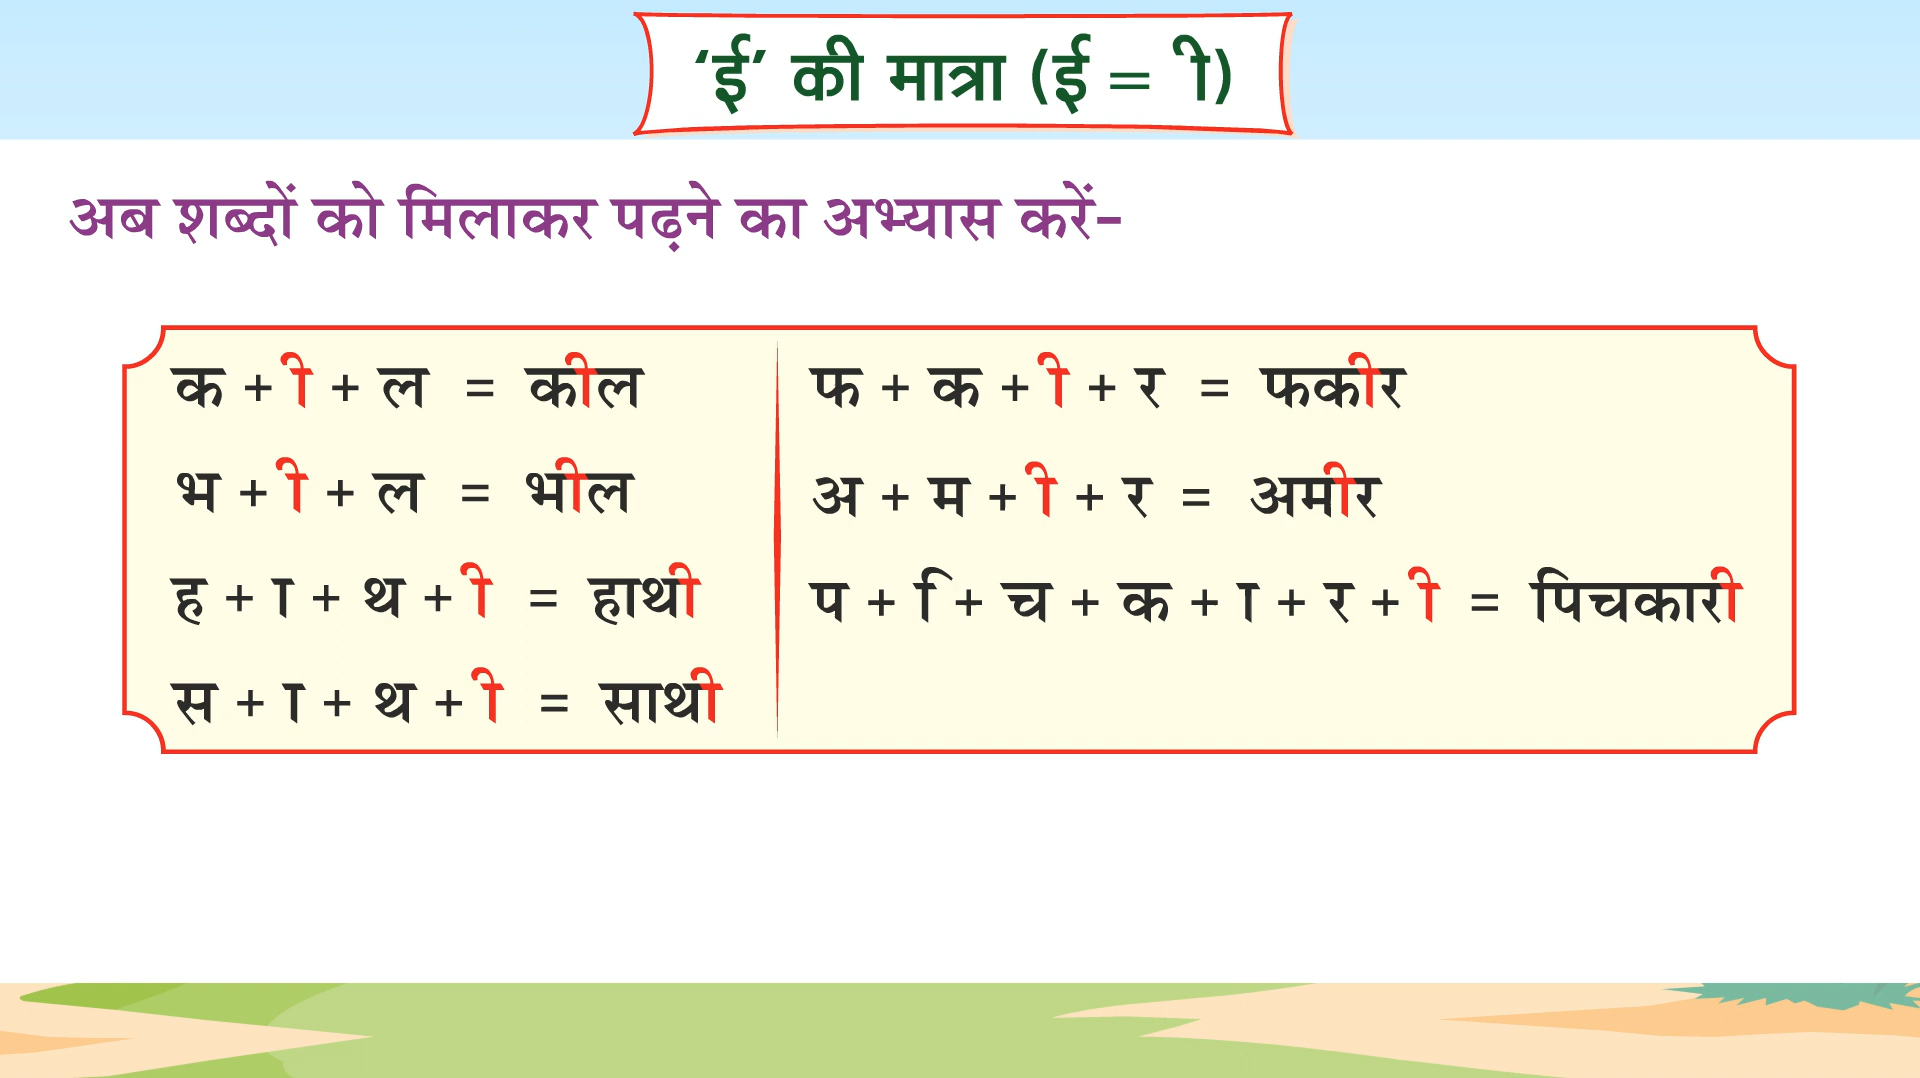 ‘ई’ की मात्रा (ई = ी)
अब शब्दों को मिलाकर पढ़ने का अभ्यास करें–
क + ी + ल = कील
भ + ी + ल = भील
ह + ा + थ + ी = हाथी
स + ा + थ + ी = साथी
फ + क + ी + र = फकीर
अ + म + ी + र = अमीर
प + ि + च + क + ा + र + ी = पिचकारी